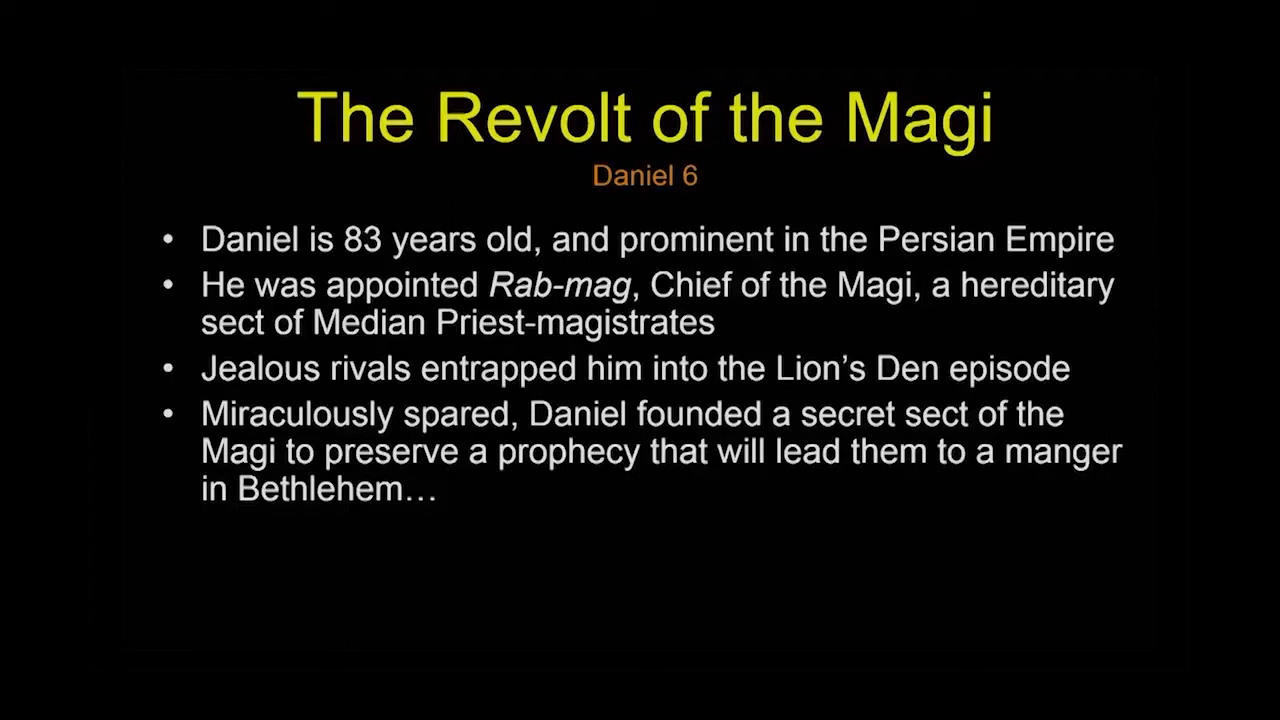 The Revolt of the Magi
Daniel 6
• Daniel is 83 years old, and prominent in the Persian Empire
• He was appointed Rab-mag, Chief of the Magi, a hereditary
sect of Median Priest-magistrates
• Jealous rivals entrapped him into the Lion’s Den episode
• Miraculously spared, Daniel founded a secret sect of the
Magi to preserve a prophecy that will lead them to a manger
in Bethlehem…